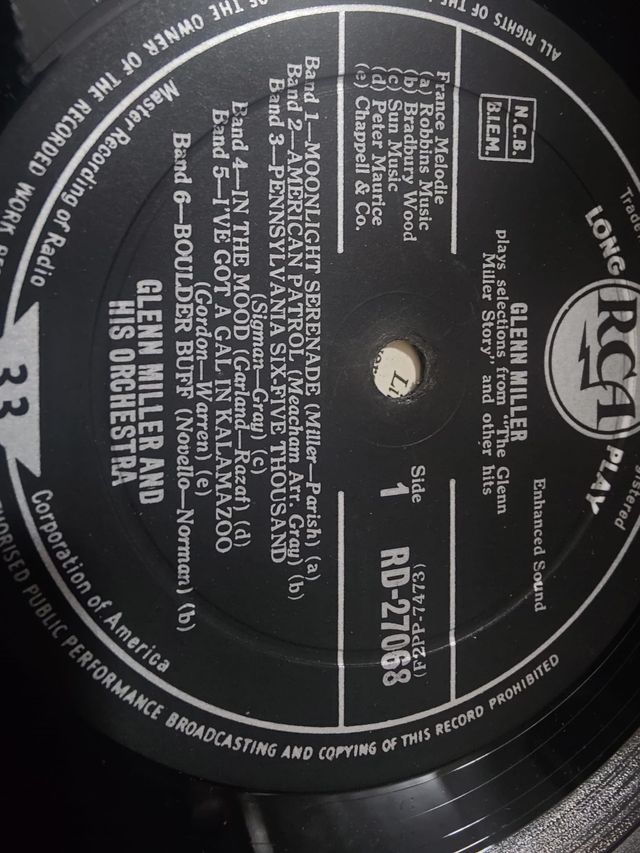 ALL RIGHTS OF THE
OF THE OWNER OF THE RECORDED WORK
AUTHORISED PUBLIC PERFORMANCE BROADCASTING AND COPYING OF THIS RECORD PROHIBITED
LONG
RCA
PLAY
Enhanced Sound
GLENN MILLER
plays selections from "The Glenn
Miller Story" and other hits
N.C.B.
B.I.E.M.
(F2PP-7473)
Side
1
RD-27068
France Melodie
(a) Robbins Music
(b) Bradbury Wood
(c) Sun Music
(d) Peter Maurice
(e) Chappell & Co.
Band 1—MOONLIGHT SERENADE (Miller—Parish) (a)
Band 2—AMERICAN PATROL (Meacham Arr. Gray) (b)
Band 3—PENNSYLVANIA SIX-FIVE THOUSAND
(Sigman—Gray) (c)
Band 4—IN THE MOOD (Garland—Razaf) (d)
Band 5—I'VE GOT A GAL IN KALAMAZOO
(Gordon—Warren) (e)
Band 6—BOULDER BUFF (Novello—Norman) (b)
GLENN MILLER AND
HIS ORCHESTRA
Master Recording of Radio
Corporation of America
33